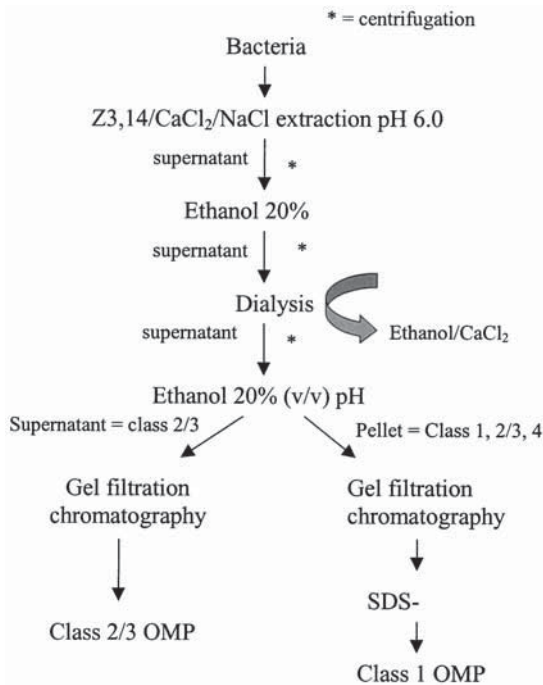 * = centrifugation
Bacteria
Z3,14/CaCl₂/NaCl extraction pH 6.0
supernatant *
Ethanol 20%
supernatant *
Dialysis
Ethanol/CaCl₂
supernatant *
Ethanol 20% (v/v) pH
Supernatant = class 2/3
Pellet = Class 1, 2/3, 4
Gel filtration
chromatography
Gel filtration
chromatography
SDS-
Class 2/3 OMP
Class 1 OMP